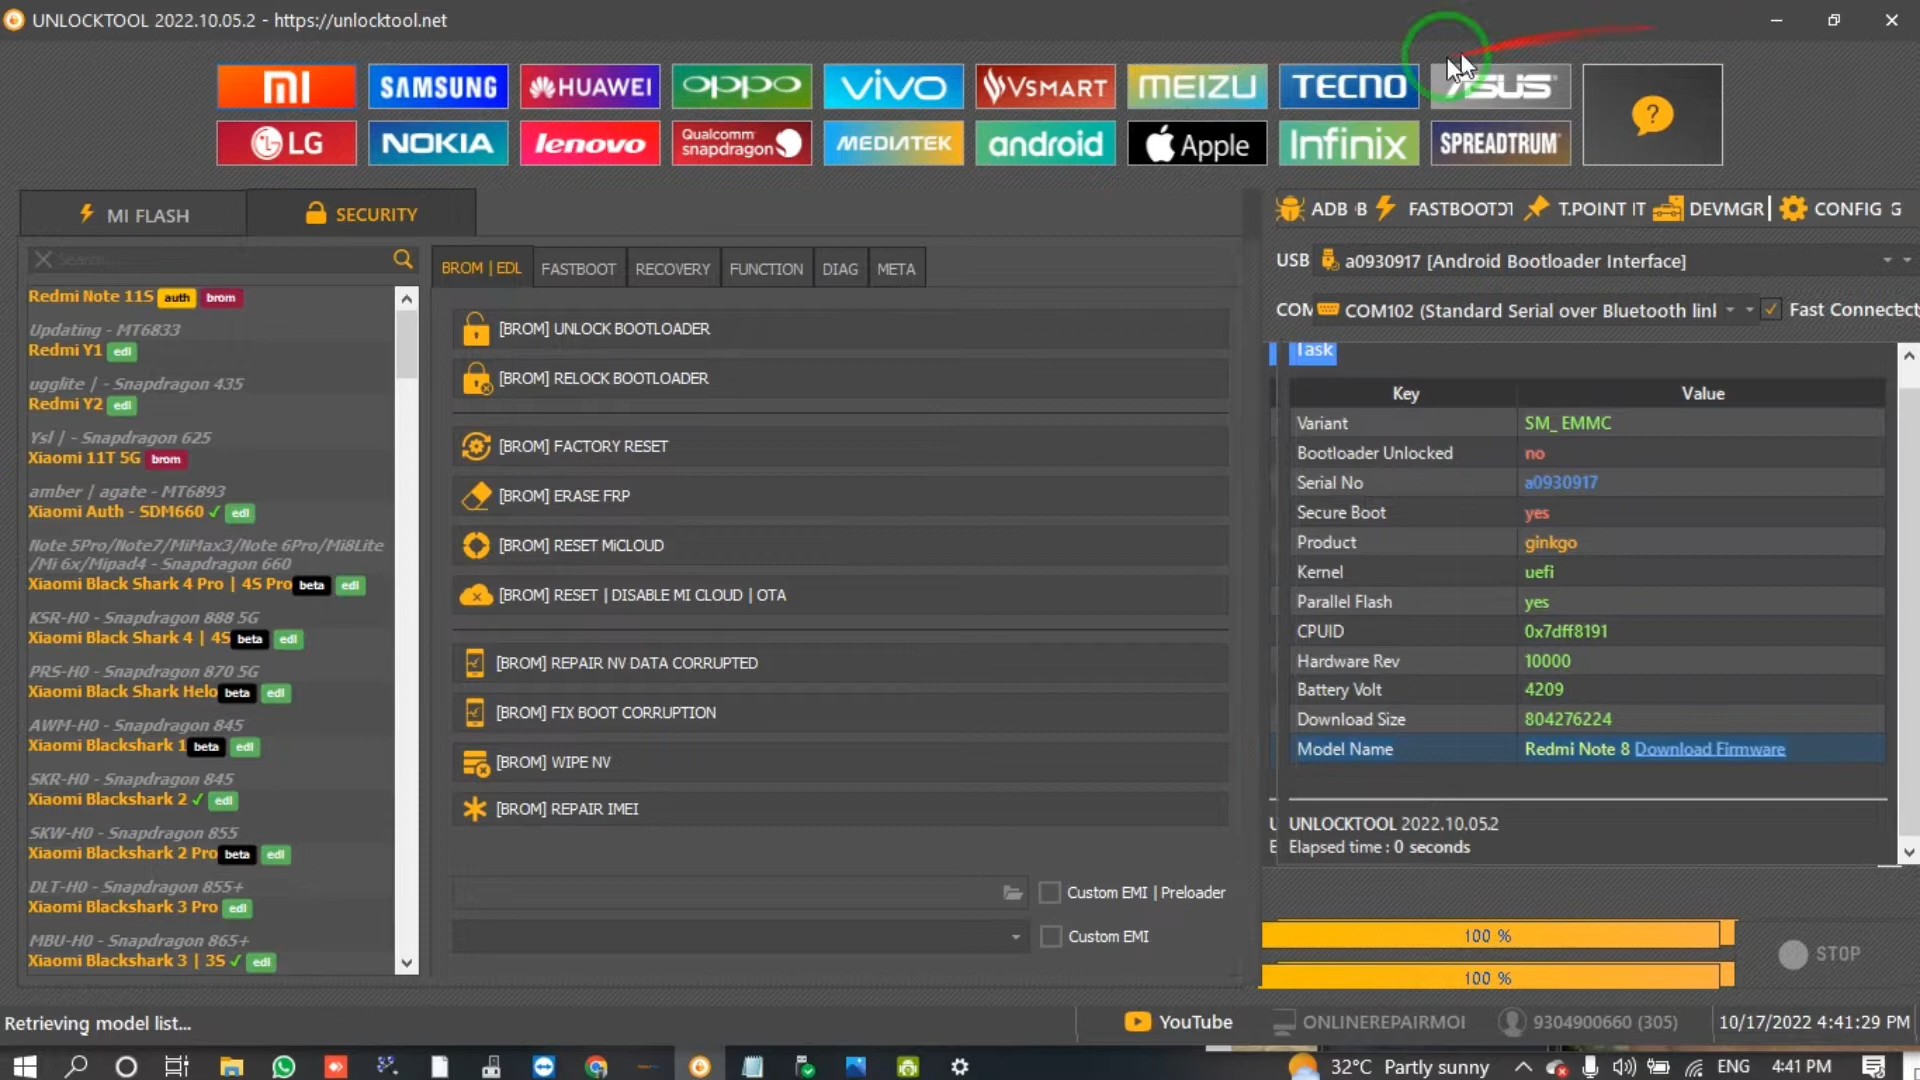 UNLOCKTOOL 2022.10.05.2 - https://unlocktool.net
mi SAMSUNG HUAWEI oppo vivo VSMART MEIZU TECNO ASUS ?
LG NOKIA lenovo Qualcomm snapdragon MEDIATEK android Apple Infinix SPREADTRUM
MI FLASH SECURITY
ADB FASTBOOT T.POINT DEVMGR CONFIG
Search...
BROM | EDL FASTBOOT RECOVERY FUNCTION DIAG META
USB a0930917 [Android Bootloader Interface]
COM COM102 (Standard Serial over Bluetooth linl Fast Connect
Redmi Note 11S auth brom
Updating - MT6833
Redmi Y1 edl
ugglite | - Snapdragon 435
Redmi Y2 edl
Ysl | - Snapdragon 625
Xiaomi 11T 5G brom
amber | agate - MT6893
Xiaomi Auth - SDM660 ✓ edl
Note 5Pro/Note7/MiMax3/Note 6Pro/Mi8Lite
/Mi 6x/Mipad4 - Snapdragon 660
Xiaomi Black Shark 4 Pro | 4S Pro beta edl
KSR-H0 - Snapdragon 888 5G
Xiaomi Black Shark 4 | 4S beta edl
PRS-H0 - Snapdragon 870 5G
Xiaomi Black Shark Helo beta edl
AWM-H0 - Snapdragon 845
Xiaomi Blackshark 1 beta edl
SKR-H0 - Snapdragon 845
Xiaomi Blackshark 2 ✓ edl
SKW-H0 - Snapdragon 855
Xiaomi Blackshark 2 Pro beta edl
DLT-H0 - Snapdragon 855+
Xiaomi Blackshark 3 Pro edl
MBU-H0 - Snapdragon 865+
Xiaomi Blackshark 3 | 3S ✓ edl
[BROM] UNLOCK BOOTLOADER
[BROM] RELOCK BOOTLOADER
[BROM] FACTORY RESET
[BROM] ERASE FRP
[BROM] RESET MiCLOUD
[BROM] RESET | DISABLE MI CLOUD | OTA
[BROM] REPAIR NV DATA CORRUPTED
[BROM] FIX BOOT CORRUPTION
[BROM] WIPE NV
[BROM] REPAIR IMEI
Custom EMI | Preloader
Custom EMI
Task
Key Value
Variant SM_ EMMC
Bootloader Unlocked no
Serial No a0930917
Secure Boot yes
Product ginkgo
Kernel uefi
Parallel Flash yes
CPUID 0x7dff8191
Hardware Rev 10000
Battery Volt 4209
Download Size 804276224
Model Name Redmi Note 8 Download Firmware
UNLOCKTOOL 2022.10.05.2
Elapsed time : 0 seconds
100 %
100 %
STOP
Retrieving model list...
YouTube ONLINEREPAIRMOI 9304900660 (305) 10/17/2022 4:41:29 PM
32°C Partly sunny ENG 4:41 PM